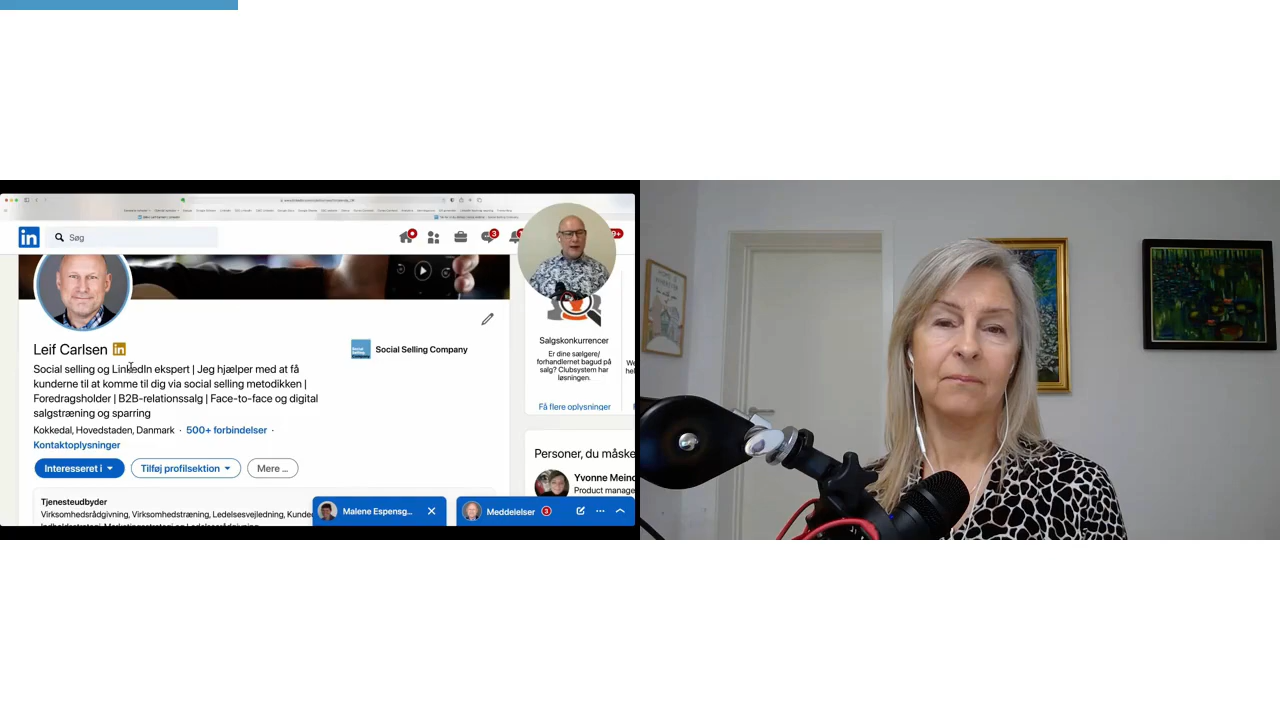 in
Søg
3
Leif Carlsen in
Social Selling Company
Social selling og LinkedIn ekspert | Jeg hjælper med at få
kunderne til at komme til dig via social selling metodikken |
Foredragsholder | B2B-relationssalg | Face-to-face og digital
salgstræning og sparring
Kokkedal, Hovedstaden, Danmark · 500+ forbindelser ·
Kontaktoplysninger
Interesseret i
Tilføj profilsektion
Mere ...
Tjenesteudbyder
Virksomhedsrådgivning, Virksomhedstræning, Ledelsesvejledning, Kunde
Salgskonkurrencer
Er dine sælgere/
forhandlernet bagud på
salg? Clubsystem har
løsningen.
Få flere oplysninger
Personer, du måske
Yvonne Mein
Product manage
Malene Espensg...
Meddelelser 3